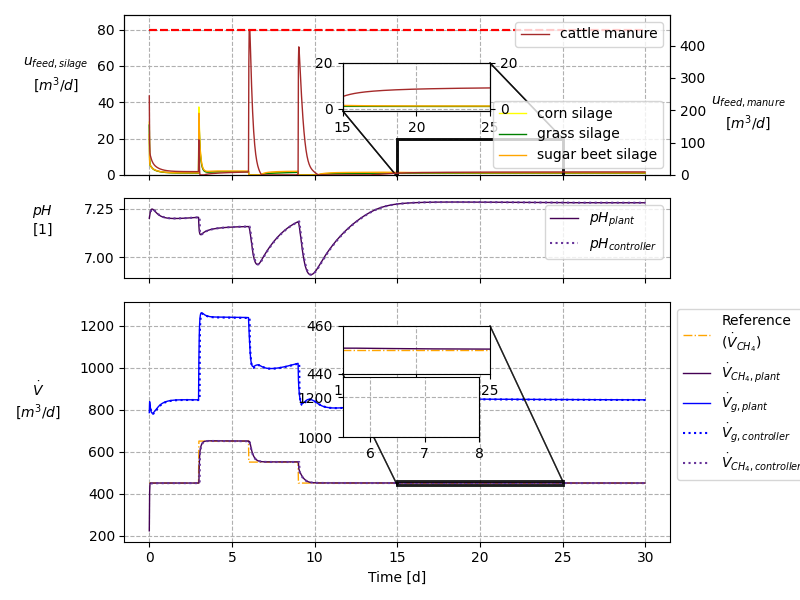 80
60
40
20
0
u_feed,silage
[m³/d]
400
300
200
100
0
u_feed,manure
[m³/d]
cattle manure
corn silage
grass silage
sugar beet silage
20
0
20
0
15 20 25
pH
[1]
7.25
7.00
pH_plant
pH_controller
V̇
[m³/d]
1200
1000
800
600
400
200
460
440
25
1200
1000
6 7 8
0 5 10 15 20 25 30
Time [d]
Reference
(V̇_CH₄)
V̇_CH₄,plant
V̇_g,plant
V̇_g,controller
V̇_CH₄,controller